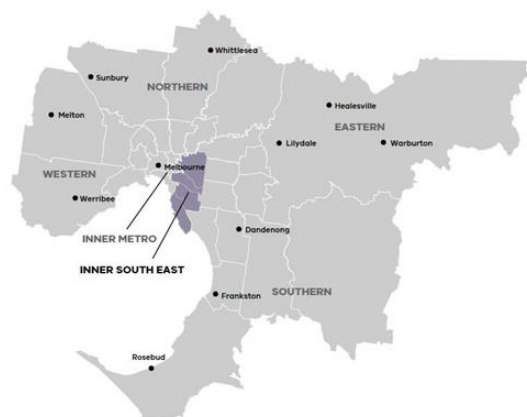 Whittlesea
Sunbury
NORTHERN
Healesville
Melton
EASTERN
Lilydale
Warburton
Melbourne
WESTERN
Werribee
Dandenong
INNER METRO
INNER SOUTH EAST
Frankston
SOUTHERN
Rosebud